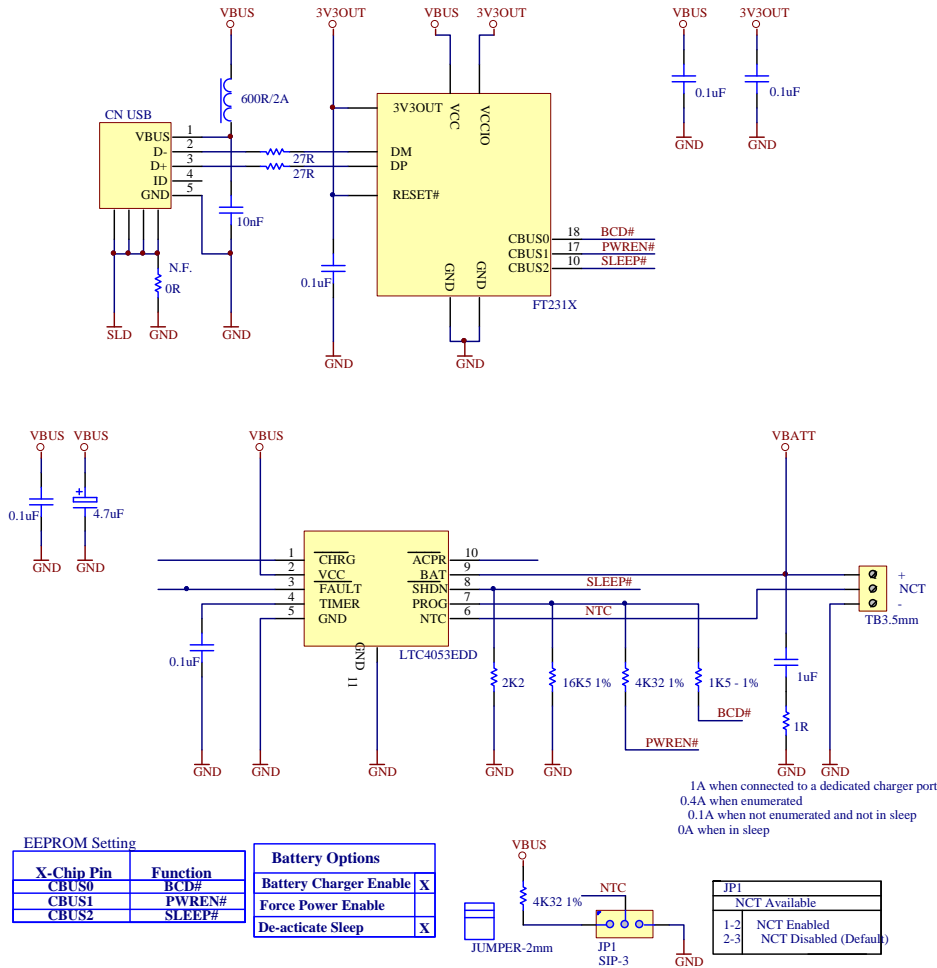 VBUS
3V3OUT
VBUS
3V3OUT
VBUS
3V3OUT
600R/2A
0.1uF
0.1uF
GND
GND
CN USB
VBUS 1
D- 2
D+ 3
ID 4
GND 5
27R
27R
10nF
3V3OUT
VCC
VCCIO
DM
DP
RESET#
CBUS0 18 BCD#
CBUS1 17 PWREN#
CBUS2 10 SLEEP#
GND
GND
FT231X
0.1uF
N.F.
0R
SLD
GND
GND
GND
GND
VBUS
VBUS
VBUS
VBATT
0.1uF
4.7uF
GND
GND
1 CHRG
2 VCC
3 FAULT
4 TIMER
5 GND
ACPR 10
BAT 9
SHDN 8 SLEEP#
PROG 7
NTC 6 NTC
GND 11
LTC4053EDD
+
NCT
-
TB3.5mm
0.1uF
2K2
16K5 1%
4K32 1%
1K5 - 1%
1uF
BCD#
1R
PWREN#
GND
GND
GND
GND
GND
GND
GND
1A when connected to a dedicated charger port
0.4A when enumerated
0.1A when not enumerated and not in sleep
0A when in sleep
EEPROM Setting
X-Chip Pin Function
CBUS0 BCD#
CBUS1 PWREN#
CBUS2 SLEEP#
Battery Options
Battery Charger Enable X
Force Power Enable
De-acticate Sleep X
VBUS
4K32 1%
NTC
JUMPER-2mm
JP1
SIP-3
GND
JP1
NCT Available
1-2 NCT Enabled
2-3 NCT Disabled (Default)